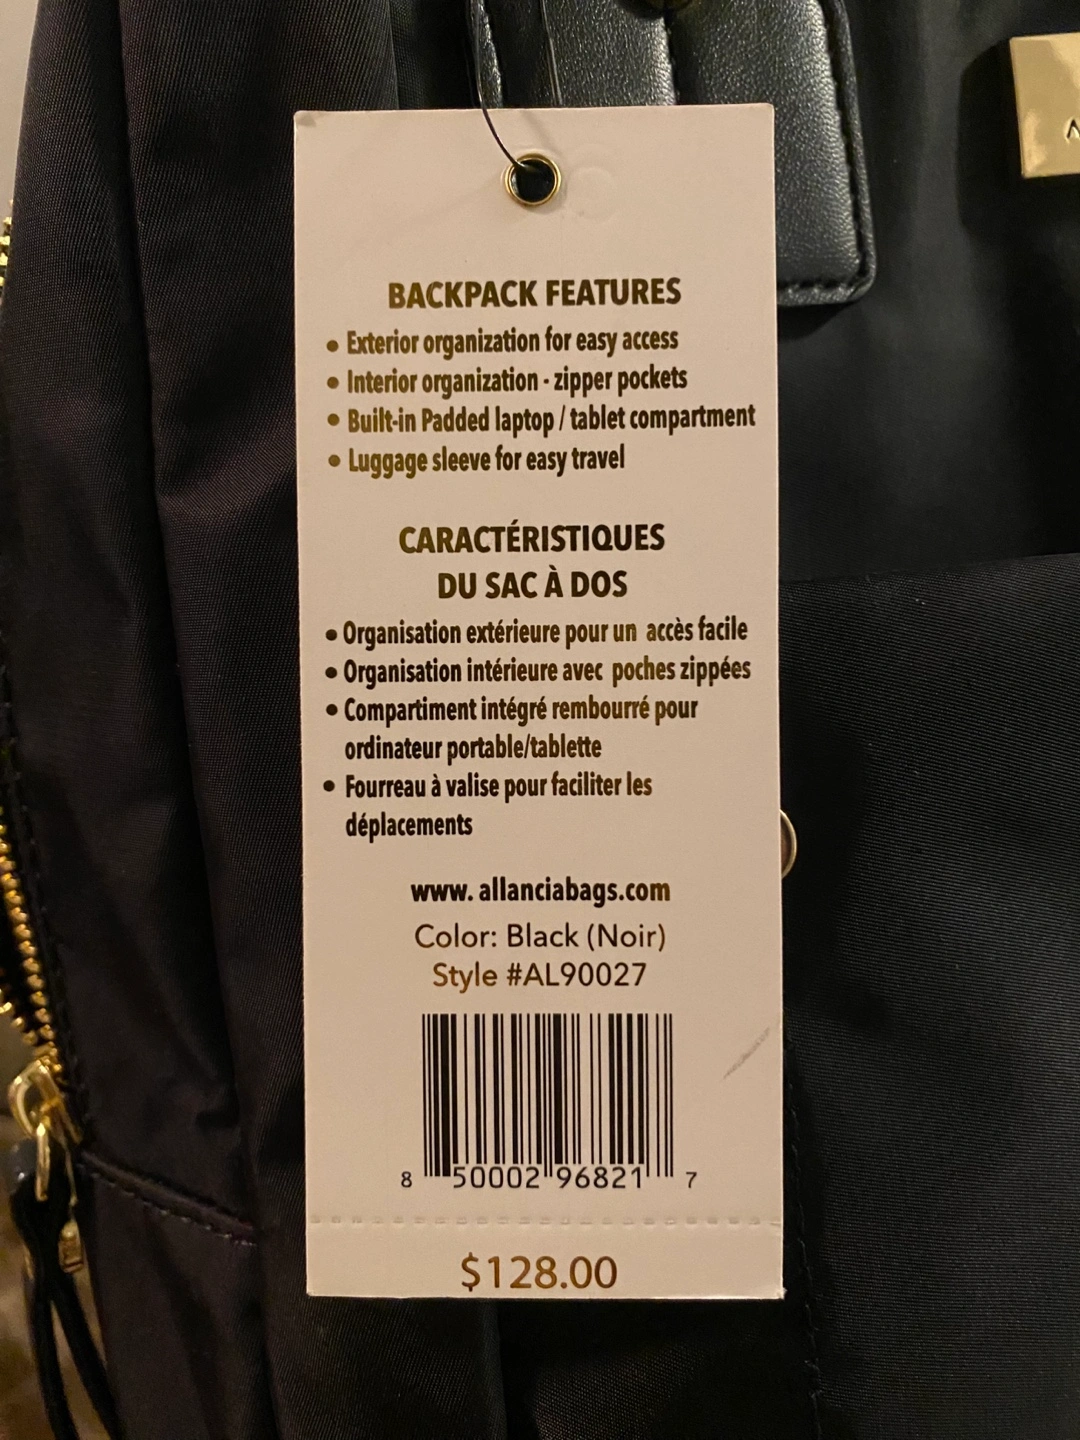 BACKPACK FEATURES
• Exterior organization for easy access
• Interior organization - zipper pockets
• Built-in Padded laptop / tablet compartment
• Luggage sleeve for easy travel
CARACTÉRISTIQUES
DU SAC À DOS
• Organisation extérieure pour un accès facile
• Organisation intérieure avec poches zippées
• Compartiment intégré rembourré pour
ordinateur portable/tablette
• Fourreau à valise pour faciliter les
déplacements
www. allanciabags.com
Color: Black (Noir)
Style #AL90027
8 50002 96821 7
$128.00